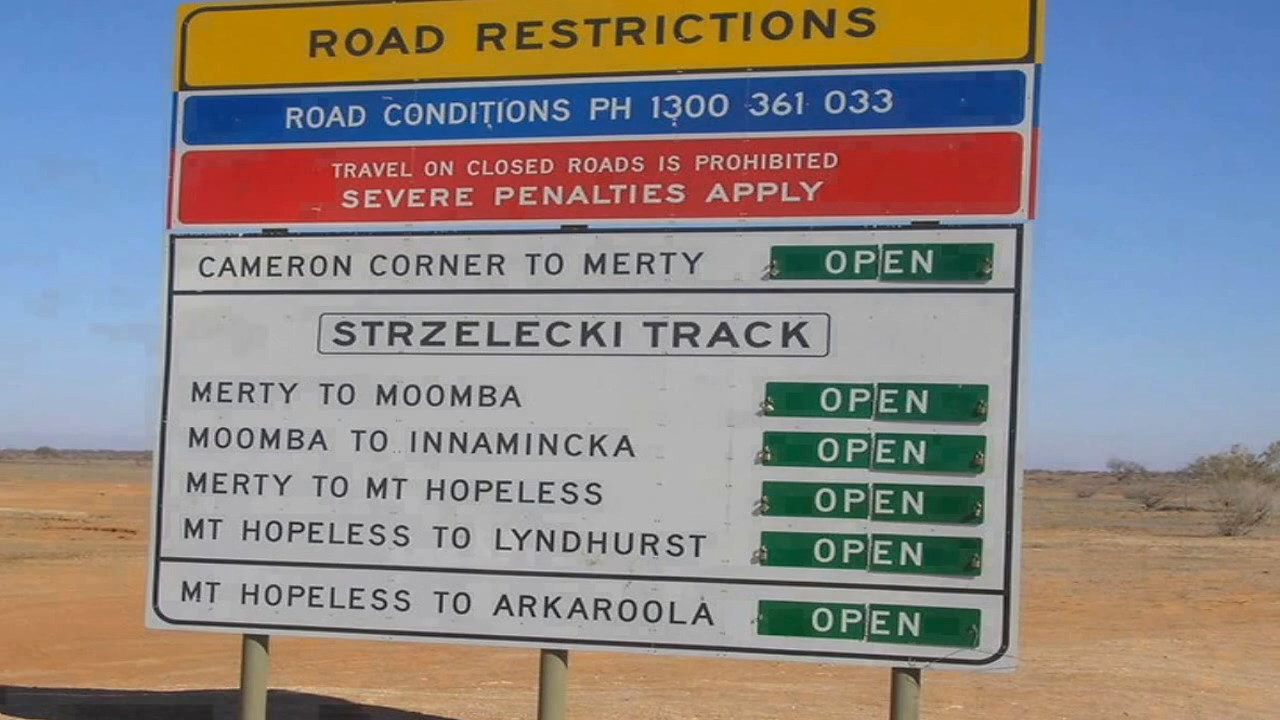 ROAD RESTRICTIONS
ROAD CONDITIONS PH 1300 361 033
TRAVEL ON CLOSED ROADS IS PROHIBITED
SEVERE PENALTIES APPLY
CAMERON CORNER TO MERTY OPEN
STRZELECKI TRACK
MERTY TO MOOMBA OPEN
MOOMBA TO INNAMINCKA OPEN
MERTY TO MT HOPELESS OPEN
MT HOPELESS TO LYNDHURST OPEN
MT HOPELESS TO ARKAROOLA OPEN